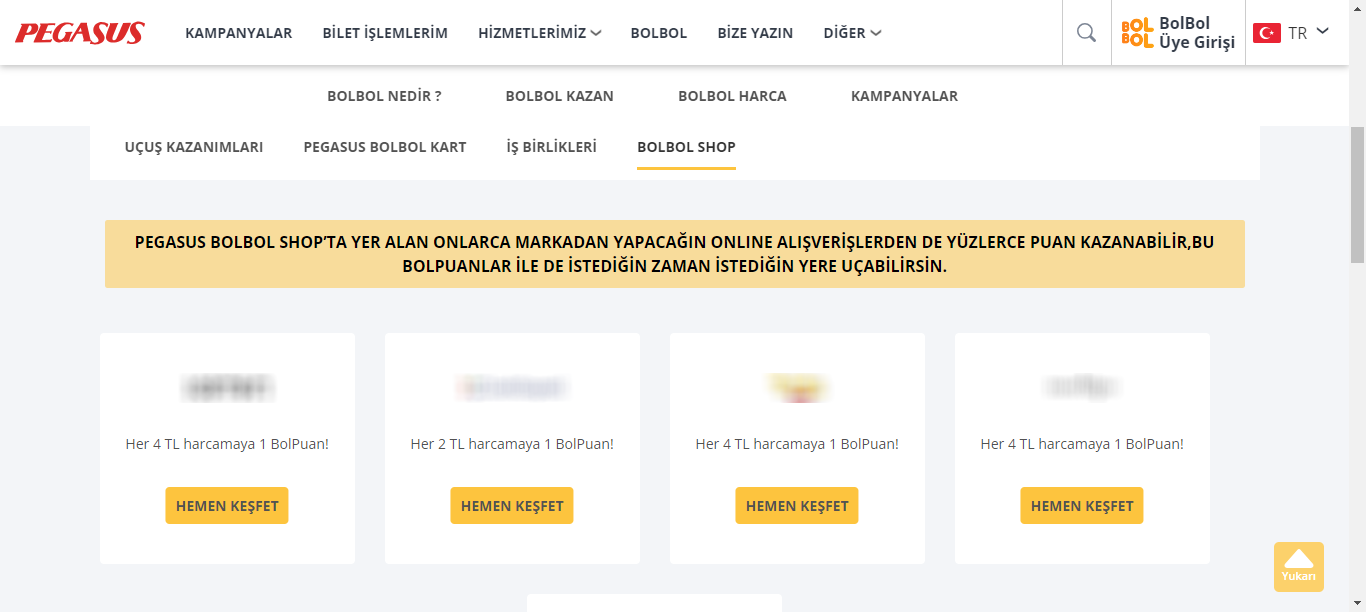 PEGASUS
KAMPANYALAR BİLET İŞLEMLERİM HİZMETLERİMİZ BOLBOL BİZE YAZIN DİĞER
BOL BOL
BolBol
Üye Girişi
TR
BOLBOL NEDİR ? BOLBOL KAZAN BOLBOL HARCA KAMPANYALAR
UÇUŞ KAZANIMLARI PEGASUS BOLBOL KART İŞ BİRLİKLERİ BOLBOL SHOP
PEGASUS BOLBOL SHOP’TA YER ALAN ONLARCA MARKADAN YAPACAĞIN ONLINE ALIŞVERİŞLERDEN DE YÜZLERCE PUAN KAZANABİLİR,BU
BOLPUANLAR İLE DE İSTEDİĞİN ZAMAN İSTEDİĞİN YERE UÇABİLİRSİN.
Her 4 TL harcamaya 1 BolPuan! Her 2 TL harcamaya 1 BolPuan! Her 4 TL harcamaya 1 BolPuan! Her 4 TL harcamaya 1 BolPuan!
HEMEN KEŞFET HEMEN KEŞFET HEMEN KEŞFET HEMEN KEŞFET
Yukarı